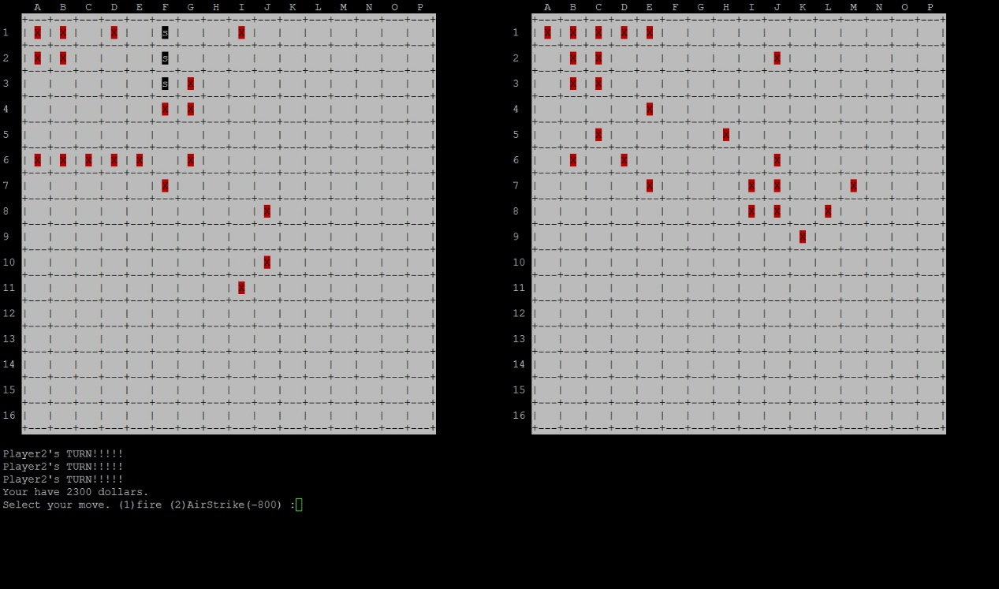 A B C D E F G H I J K L M N O P A B C D E F G H I J K L M N O P
1 X X X s X 1 X X X X X
2 X X s 2 X X X
3 s X 3 X X
4 X X 4 X
5 5 X X
6 X X X X X X 6 X X X
7 X 7 X X X X
8 X 8 X X X
9 9 X
10 X 10
11 X 11
12 12
13 13
14 14
15 15
16 16
Player2's TURN!!!!!
Player2's TURN!!!!!
Player2's TURN!!!!!
Your have 2300 dollars.
Select your move. (1)fire (2)AirStrike(-800) :